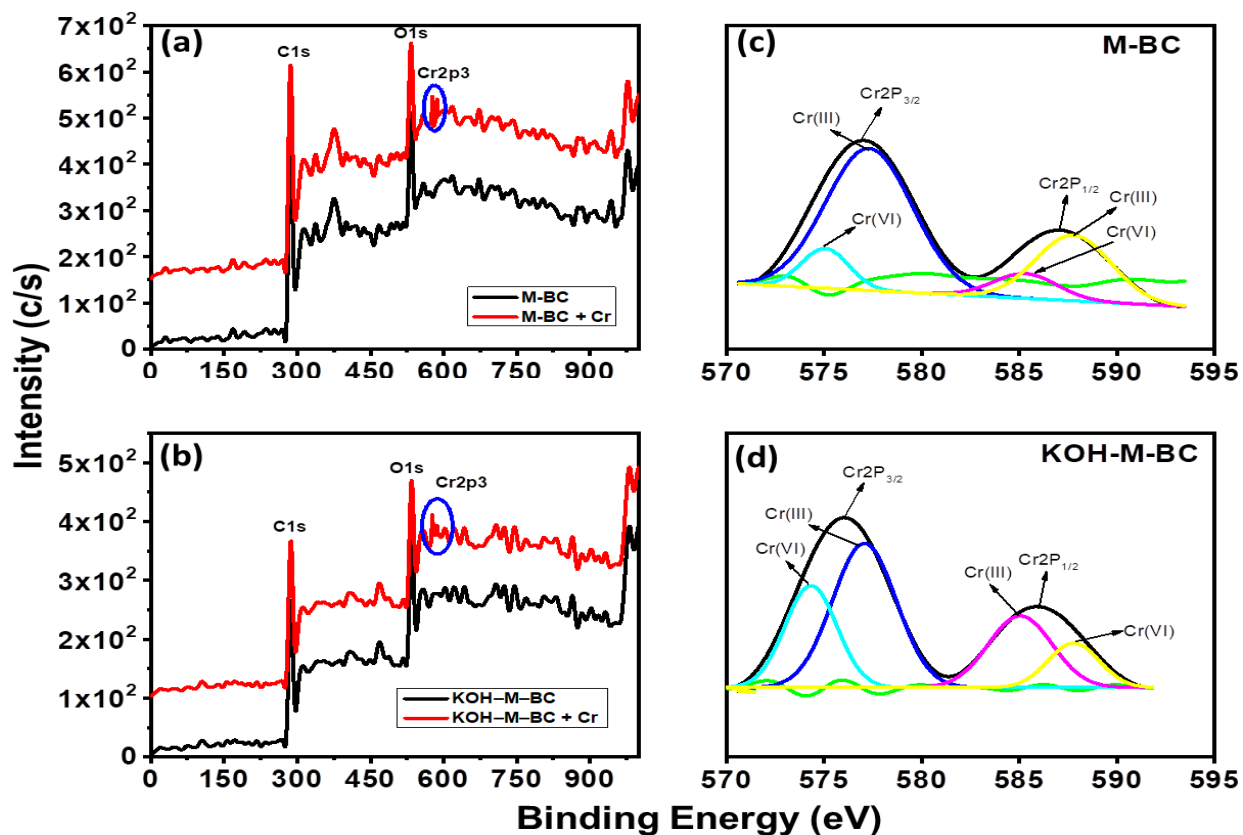 Intensity (c/s)
(a)
7x10²
6x10²
5x10²
4x10²
3x10²
2x10²
1x10²
0
C1s
O1s
Cr2p3
M-BC
M-BC + Cr
0 150 300 450 600 750 900
(c)
M-BC
Cr2P3/2
Cr(III)
Cr(VI)
Cr2P1/2
Cr(III)
Cr(VI)
570 575 580 585 590 595
(b)
5x10²
4x10²
3x10²
2x10²
1x10²
0
C1s
O1s
Cr2p3
KOH–M–BC
KOH–M–BC + Cr
0 150 300 450 600 750 900
(d)
KOH-M-BC
Cr2P3/2
Cr(III)
Cr(VI)
Cr(III)
Cr2P1/2
Cr(VI)
570 575 580 585 590 595
Binding Energy (eV)